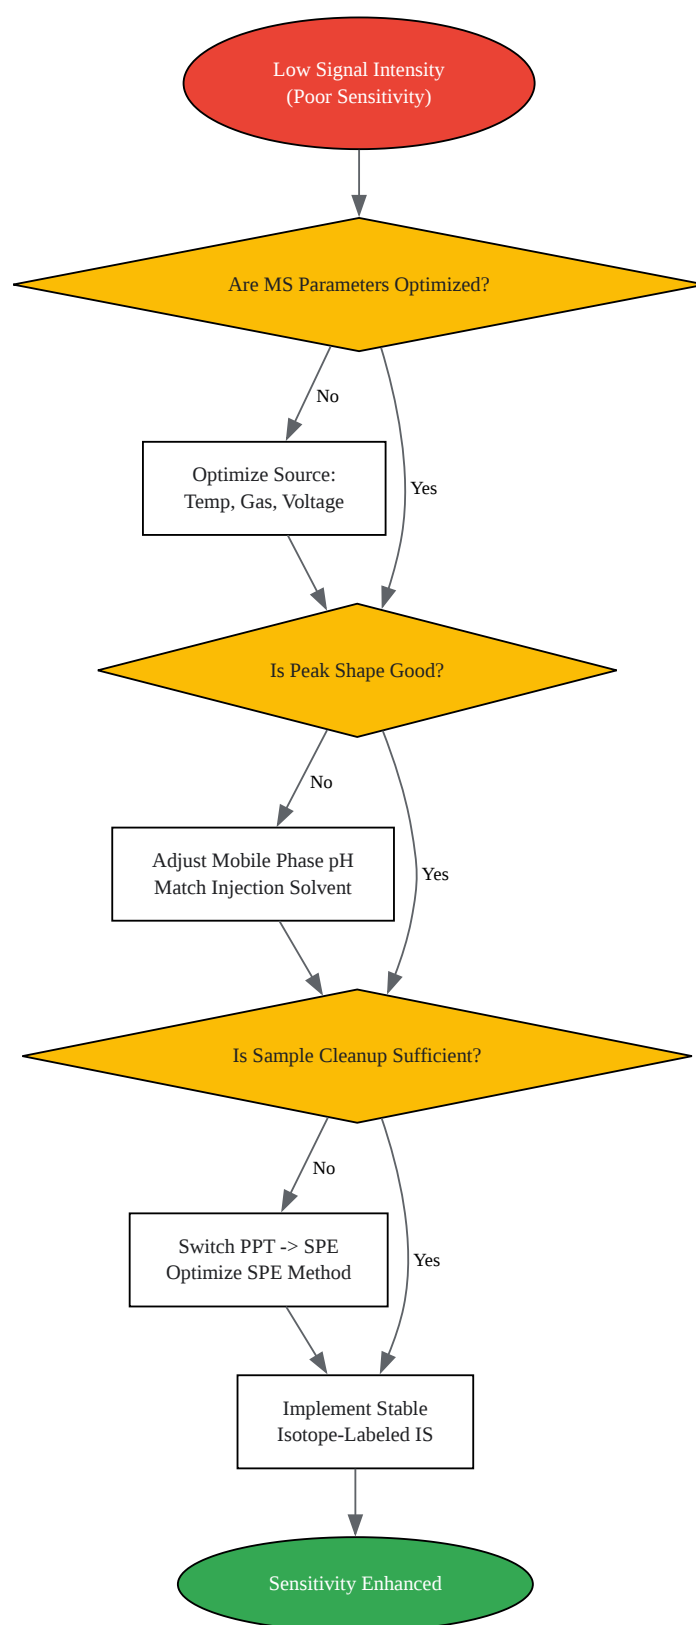 Low Signal Intensity
(Poor Sensitivity)
Are MS Parameters Optimized?
No
Optimize Source:
Temp, Gas, Voltage
Yes
Is Peak Shape Good?
No
Adjust Mobile Phase pH
Match Injection Solvent
Yes
Is Sample Cleanup Sufficient?
No
Switch PPT -> SPE
Optimize SPE Method
Yes
Implement Stable
Isotope-Labeled IS
Sensitivity Enhanced